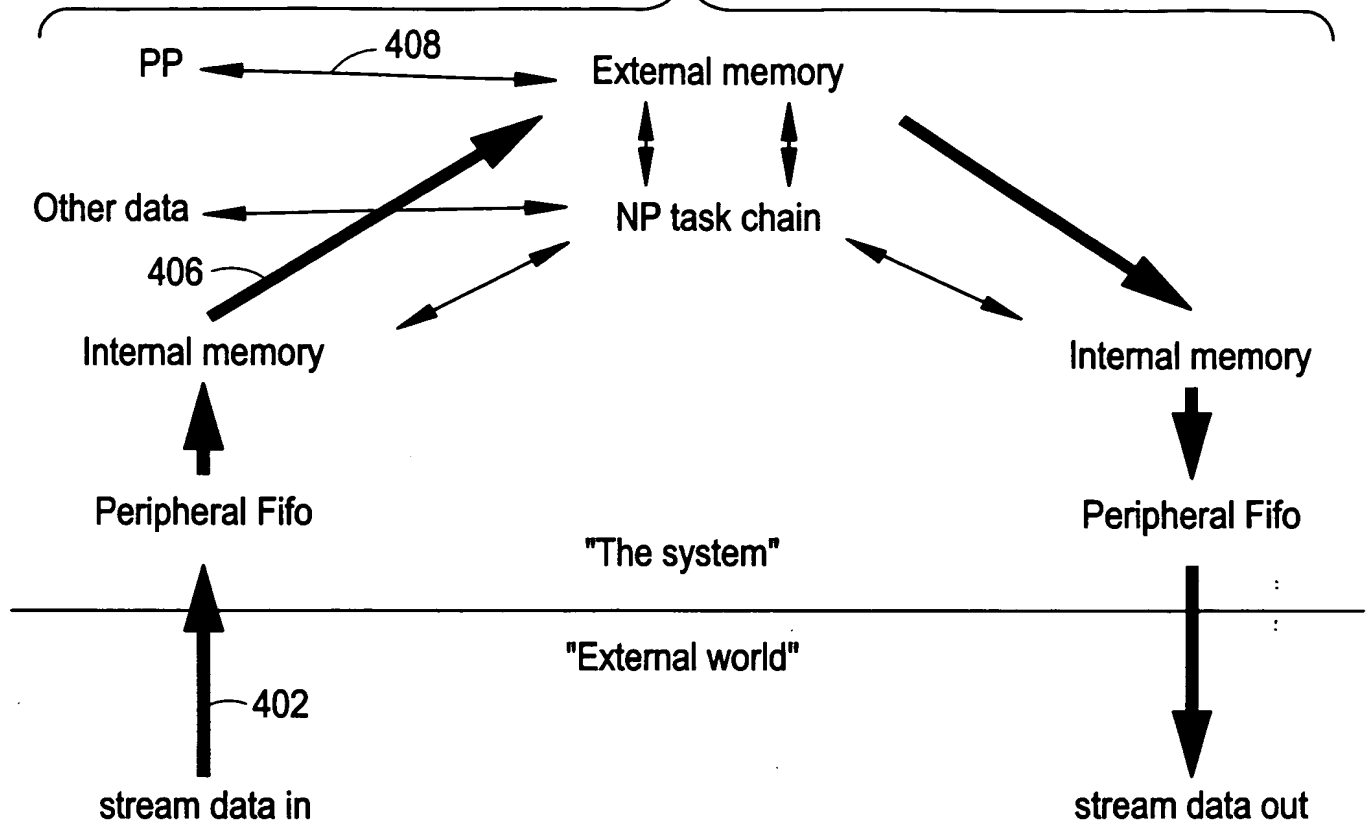 408
PP
External memory
Other data
NP task chain
406
Internal memory
Internal memory
Peripheral Fifo
Peripheral Fifo
"The system"
"External world"
402
stream data in
stream data out